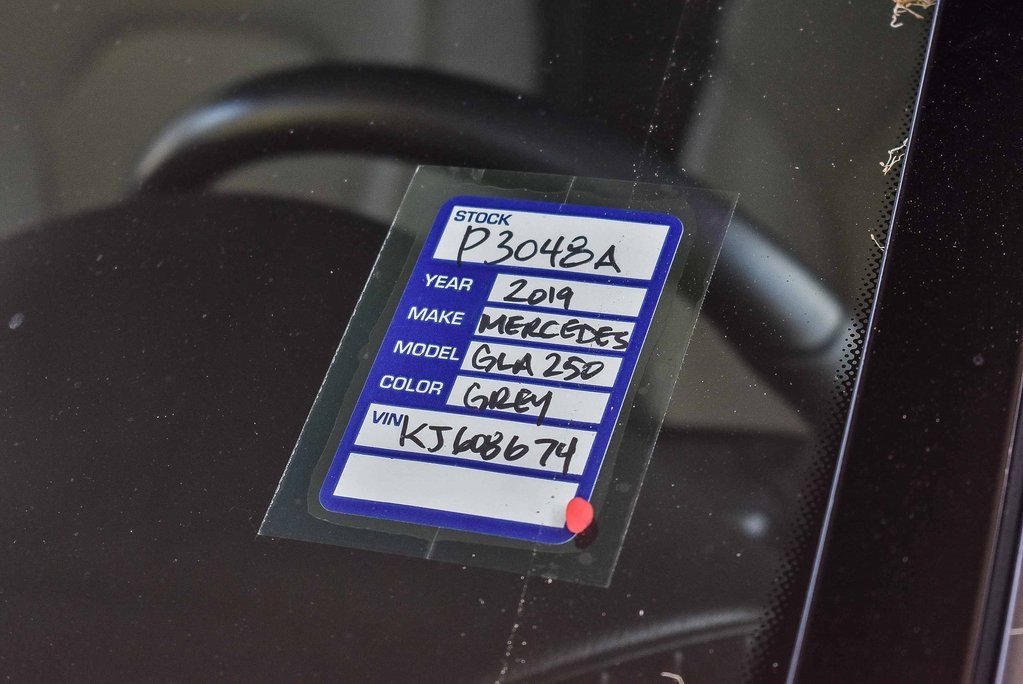 STOCK
P3048A
YEAR 2019
MAKE MERCEDES
MODEL GLA 250
COLOR GREY
VIN KJ608674